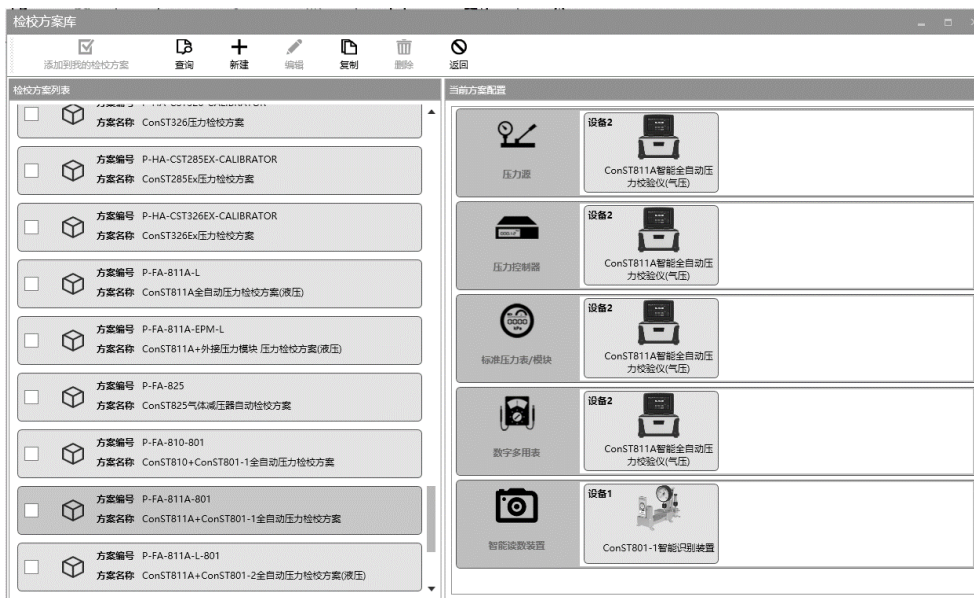 检校方案库
添加到我的检校方案 查询 新建 编辑 复制 删除 返回
检校方案列表
方案名称 ConST326压力检校方案
方案编号 P-HA-CST285EX-CALIBRATOR
方案名称 ConST285Ex压力检校方案
方案编号 P-HA-CST326EX-CALIBRATOR
方案名称 ConST326Ex压力检校方案
方案编号 P-FA-811A-L
方案名称 ConST811A全自动压力检校方案(液压)
方案编号 P-FA-811A-EPM-L
方案名称 ConST811A+外接压力模块 压力检校方案(液压)
方案编号 P-FA-825
方案名称 ConST825气体减压器自动检校方案
方案编号 P-FA-810-801
方案名称 ConST810+ConST801-1全自动压力检校方案
方案编号 P-FA-811A-801
方案名称 ConST811A+ConST801-1全自动压力检校方案
方案编号 P-FA-811A-L-801
方案名称 ConST811A+ConST801-2全自动压力检校方案(液压)
当前方案配置
压力源
设备2
ConST811A智能全自动压
力校验仪(气压)
压力控制器
设备2
ConST811A智能全自动压
力校验仪(气压)
标准压力表/模块
设备2
ConST811A智能全自动压
力校验仪(气压)
数字多用表
设备2
ConST811A智能全自动压
力校验仪(气压)
智能读数装置
设备1
ConST801-1智能识别装置